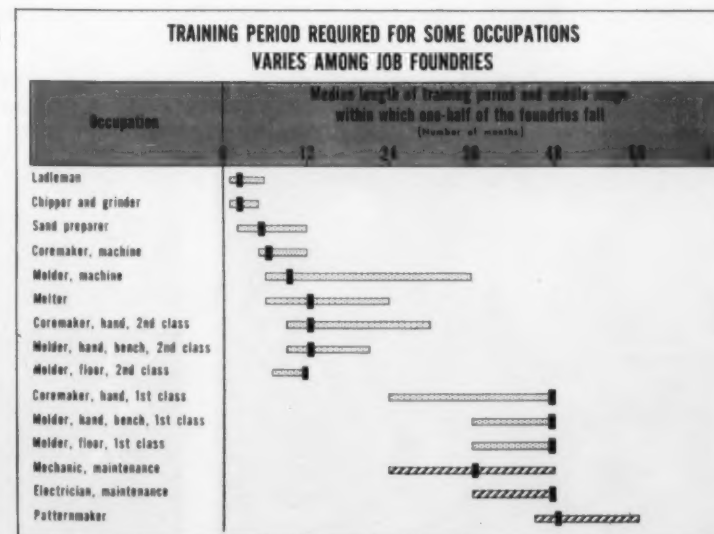 TRAINING PERIOD REQUIRED FOR SOME OCCUPATIONS
VARIES AMONG JOB FOUNDRIES
Occupation
Median length of training period and middle range
within which one-half of the foundries fall
(Number of months)
0 12 24 36 48 60
Ladleman
Chipper and grinder
Sand preparer
Coremaker, machine
Molder, machine
Melter
Coremaker, hand, 2nd class
Molder, hand, bench, 2nd class
Molder, floor, 2nd class
Coremaker, hand, 1st class
Molder, hand, bench, 1st class
Molder, floor, 1st class
Mechanic, maintenance
Electrician, maintenance
Patternmaker